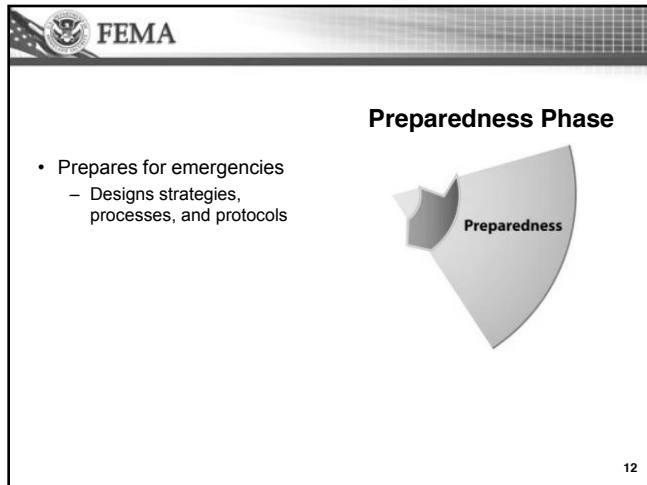 FEMA
Preparedness Phase
• Prepares for emergencies
– Designs strategies,
processes, and protocols
Preparedness
12